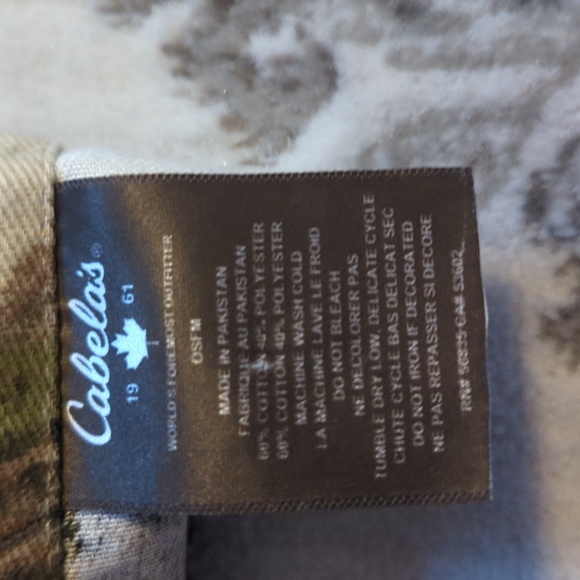 Cabela's®
19 61
WORLD'S FOREMOST OUTFITTER
OSFM
MADE IN PAKISTAN
FABRIQUE AU PAKISTAN
60% COTTON 40% POLYESTER
60% COTTON 40% POLYESTER
MACHINE WASH COLD
LA MACHINE LAVE LE FROID
DO NOT BLEACH
NE DECOLORER PAS
TUMBLE DRY LOW, DELICATE CYCLE
CHUTE CYCLE BAS DELICAT SEC
DO NOT IRON IF DECORATED
NE PAS REPASSER SI DECORE
RN# 50835 CA# 53602